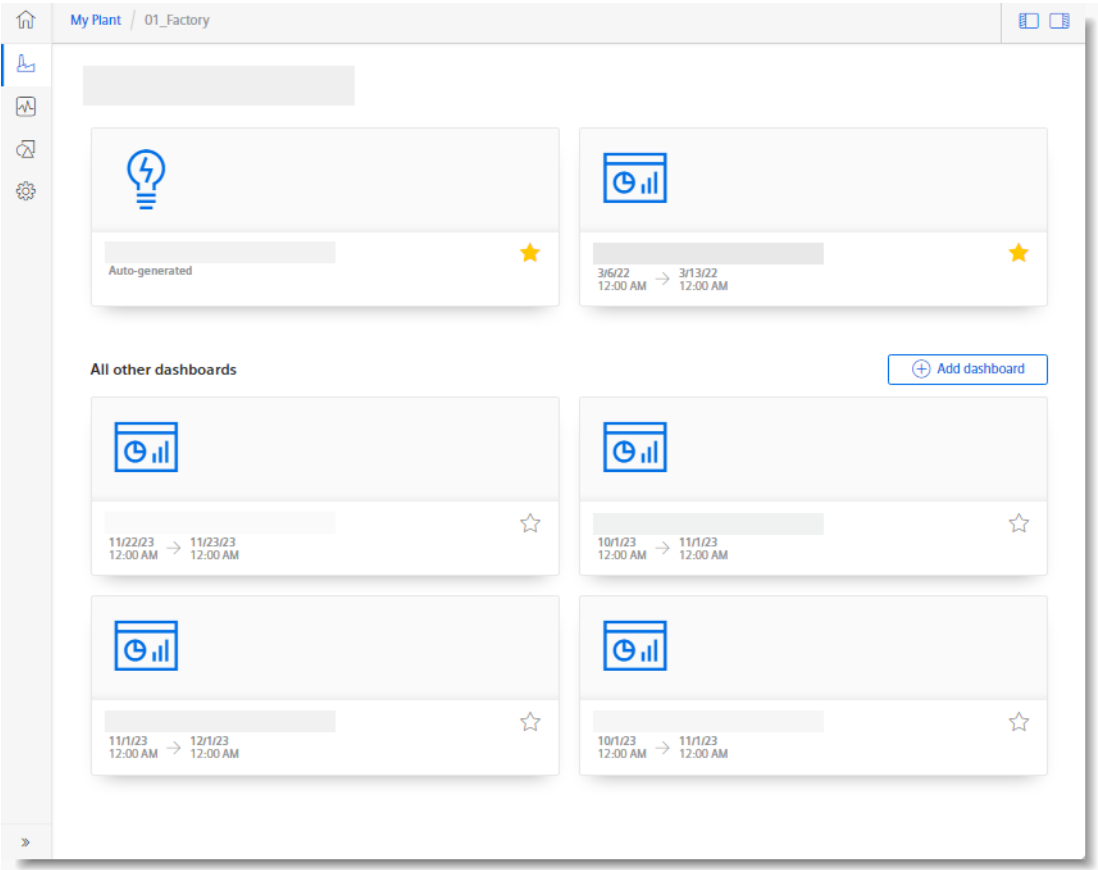 My Plant / 01_Factory
Auto-generated
3/6/22 → 3/13/22
12:00 AM 12:00 AM
All other dashboards
Add dashboard
11/22/23 → 11/23/23
12:00 AM 12:00 AM
10/1/23 → 11/1/23
12:00 AM 12:00 AM
11/1/23 → 12/1/23
12:00 AM 12:00 AM
10/1/23 → 11/1/23
12:00 AM 12:00 AM